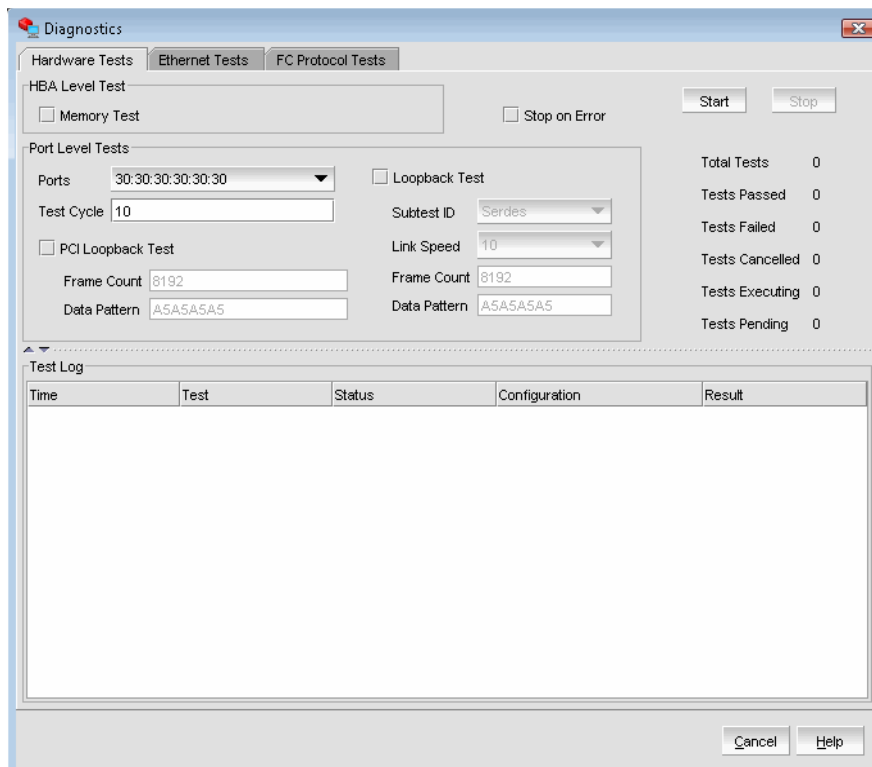 Diagnostics
Hardware Tests Ethernet Tests FC Protocol Tests
HBA Level Test
Memory Test
Stop on Error
Start Stop
Port Level Tests
Ports 30:30:30:30:30:30
Test Cycle 10
PCI Loopback Test
Frame Count 8192
Data Pattern A5A5A5A5
Loopback Test
Subtest ID Serdes
Link Speed 10
Frame Count 8192
Data Pattern A5A5A5A5
Total Tests 0
Tests Passed 0
Tests Failed 0
Tests Cancelled 0
Tests Executing 0
Tests Pending 0
Test Log
Time Test Status Configuration Result
Cancel Help